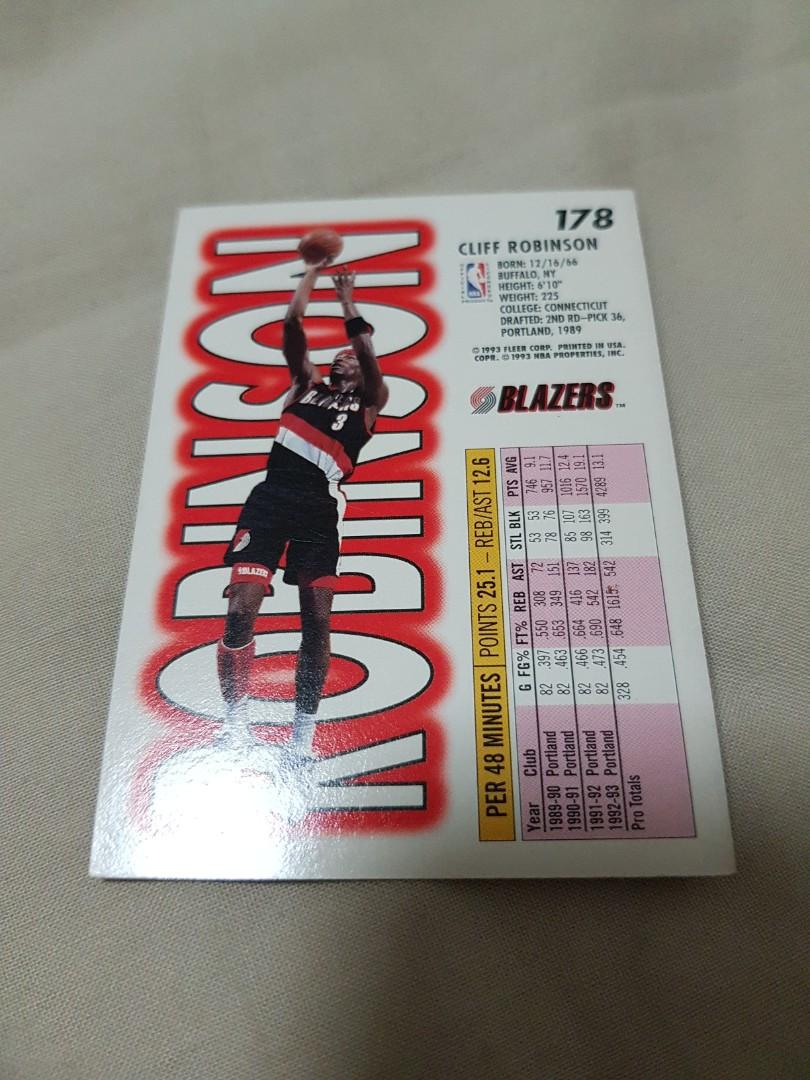 178
CLIFF ROBINSON
BORN: 12/16/66
BUFFALO, NY
HEIGHT: 6'10"
WEIGHT: 225
COLLEGE: CONNECTICUT
DRAFTED: 2ND RD–PICK 36,
PORTLAND, 1989
© 1993 FLEER CORP. PRINTED IN USA.
COPR. © 1993 NBA PROPERTIES, INC.
BLAZERS™
ROBINSON
BLAZERS
3
BLAZERS
PER 48 MINUTES POINTS 25.1 – REB/AST 12.6
Year Club G FG% FT% REB AST STL BLK PTS AVG
1989-90 Portland 82 .397 .550 308 72 53 53 746 9.1
1990-91 Portland 82 .463 .653 349 151 78 76 957 11.7
1991-92 Portland 82 .466 .664 416 137 85 107 1016 12.4
1992-93 Portland 82 .473 .690 542 182 98 163 1570 19.1
Pro Totals 328 .454 .648 1615 542 314 399 4289 13.1